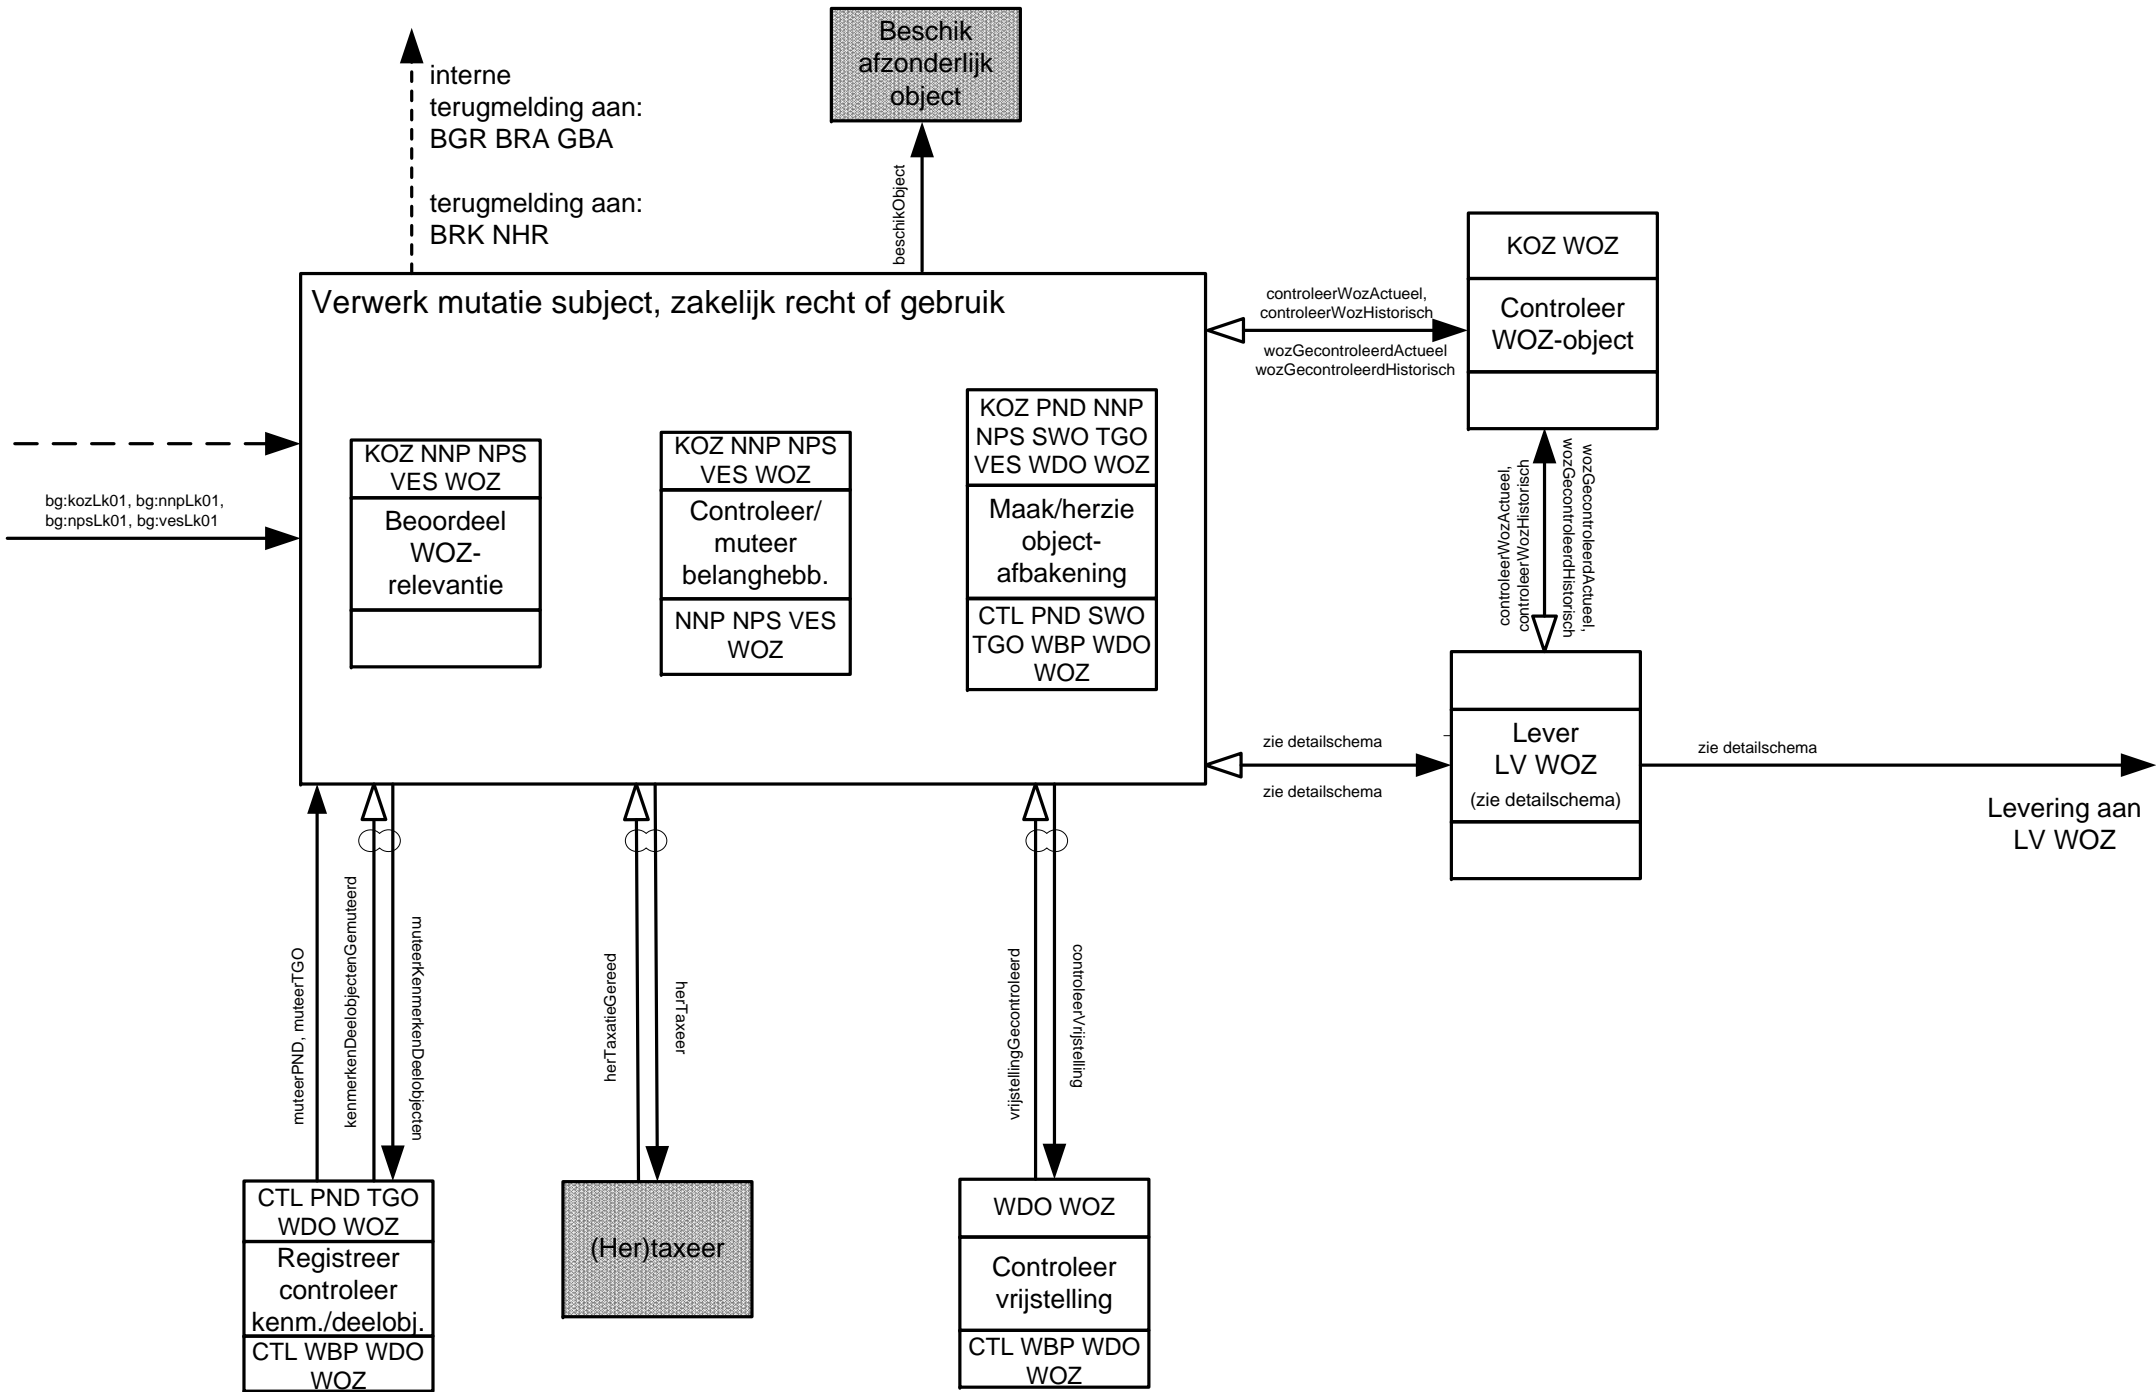 Beschik
afzonderlijk
object
interne
terugmelding aan:
BGR BRA GBA
terugmelding aan:
BRK NHR
beschikObject
KOZ WOZ
Controleer
WOZ-object
Verwerk mutatie subject, zakelijk recht of gebruik
controleerWozActueel,
controleerWozHistorisch
wozGecontroleerdActueel
wozGecontroleerdHistorisch
bg:kozLk01, bg:nnpLk01,
bg:npsLk01, bg:vesLk01
KOZ NNP NPS
VES WOZ
Beoordeel
WOZ-
relevantie
KOZ NNP NPS
VES WOZ
Controleer/
muteer
belanghebb.
NNP NPS VES
WOZ
KOZ PND NNP
NPS SWO TGO
VES WDO WOZ
Maak/herzie
object-
afbakening
CTL PND SWO
TGO WBP WDO
WOZ
controleerWozActueel,
controleerWozHistorisch
wozGecontroleerdActueel,
wozGecontroleerdHistorisch
zie detailschema
zie detailschema
Lever
LV WOZ
(zie detailschema)
zie detailschema
Levering aan
LV WOZ
muteerPND, muteerTGO
kenmerkenDeelobjectenGemuteerd
muteerKenmerkenDeelobjecten
herTaxatieGereed
herTaxeer
vrijstellingGecontroleerd
controleerVrijstelling
CTL PND TGO
WDO WOZ
Registreer
controleer
kenm./deelobj.
CTL WBP WDO
WOZ
(Her)taxeer
WDO WOZ
Controleer
vrijstelling
CTL WBP WDO
WOZ